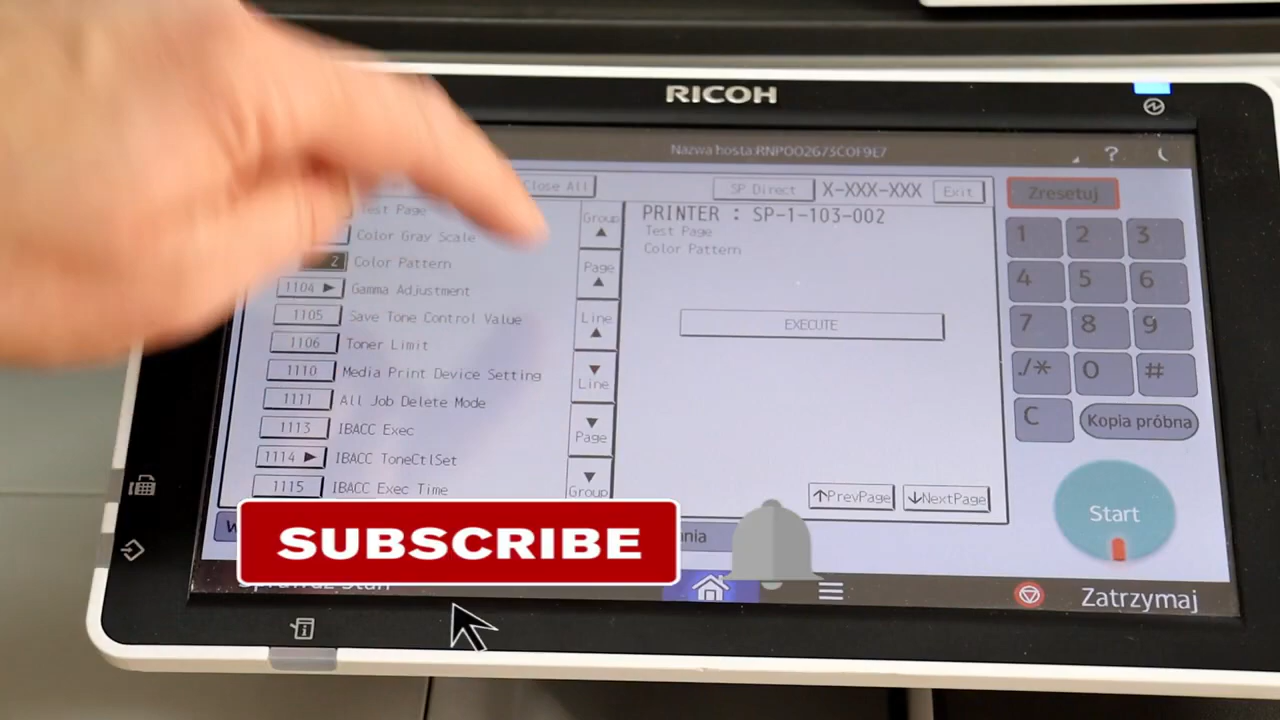 RICOH
Nazwa hosta:RNP002673C0F9E7
?
Close All
SP Direct
X-XXX-XXX
Exit
Zresetuj
Test Page
Color Gray Scale
2 Color Pattern
1104 ▶ Gamma Adjustment
1105 Save Tone Control Value
1106 Toner Limit
1110 Media Print Device Setting
1111 All Job Delete Mode
1113 IBACC Exec
1114 ▶ IBACC ToneCtlSet
1115 IBACC Exec Time
Group
▲
Page
▲
Line
▲
▼
Line
▼
Page
▼
Group
PRINTER : SP-1-103-002
Test Page
Color Pattern
EXECUTE
↑PrevPage
↓NextPage
1 2 3
4 5 6
7 8 9
./* 0 #
C
Kopia próbna
Start
SUBSCRIBE
Zatrzymaj